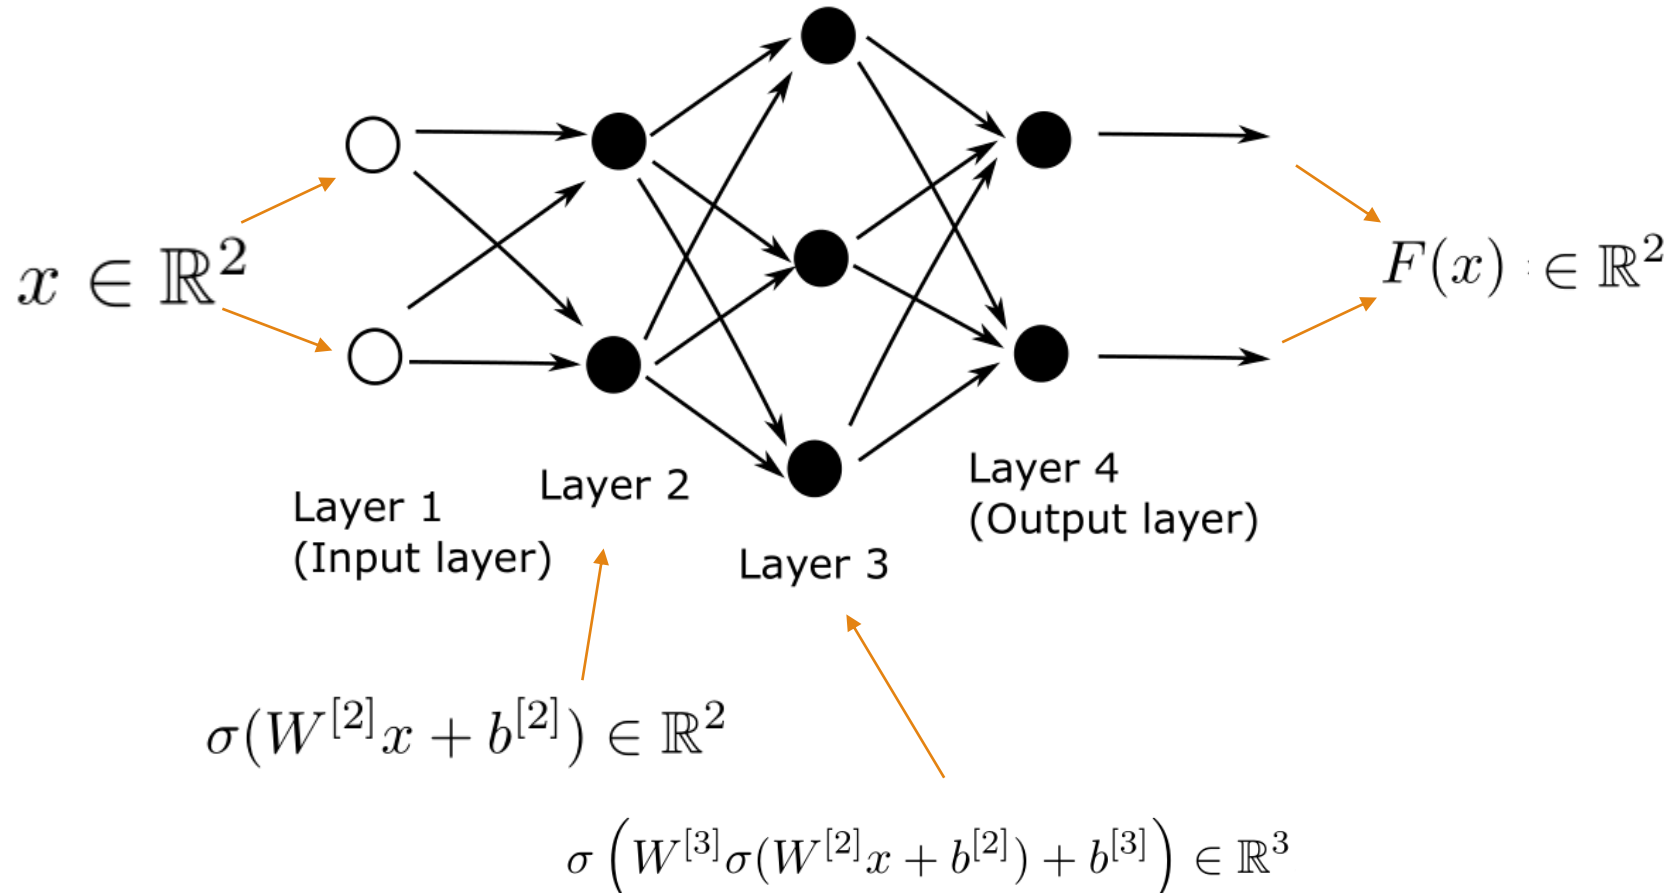 x ∈ ℝ²
F(x) : ∈ ℝ²
Layer 1
(Input layer)
Layer 2
Layer 3
Layer 4
(Output layer)
σ(W^[2]x + b^[2]) ∈ ℝ²
σ(W^[3]σ(W^[2]x + b^[2]) + b^[3]) ∈ ℝ³